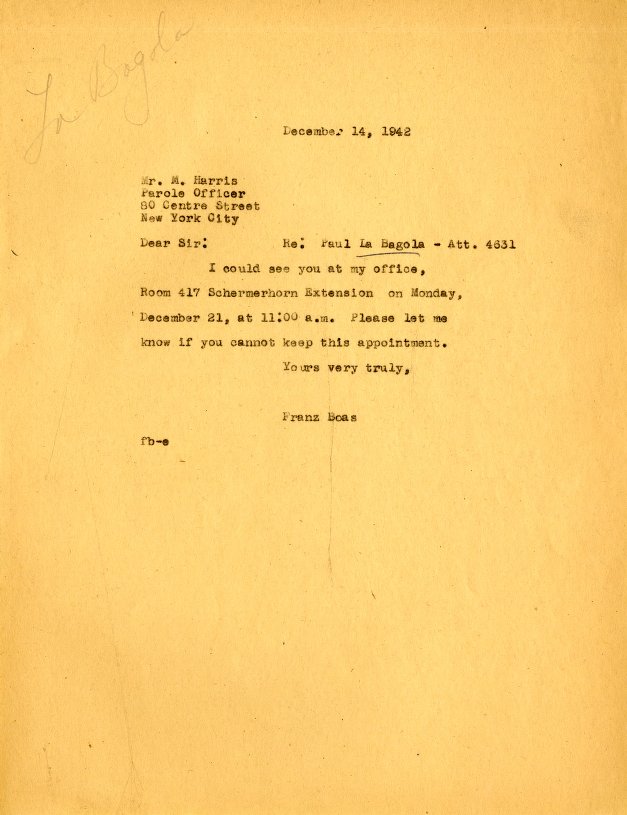 La Bagola
December 14, 1942
Mr. M. Harris
Parole Officer
80 Centre Street
New York City
Dear Sir: Re: Paul La Bagola - Att. 4631
I could see you at my office,
Room 417 Schermerhorn Extension on Monday,
December 21, at 11:00 a.m. Please let me
know if you cannot keep this appointment.
Yours very truly,
Franz Boas
fb-e